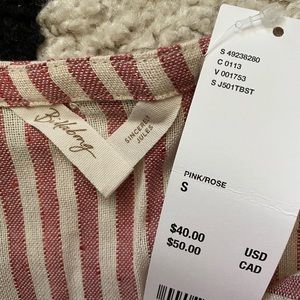 Billabong
SINCERELY
JULES
S 49238280
C 0113
V 001753
S J501TBST
PINK/ROSE
S
$40.00 USD
$50.00 CAD